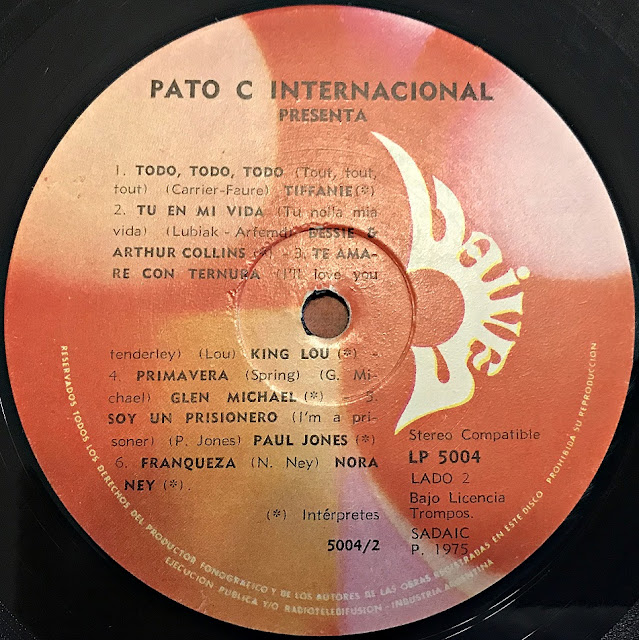 PATO C INTERNACIONAL
PRESENTA
1. TODO, TODO, TODO (Tout, tout,
tout) (Carrier-Faure) TIFFANIE (*)
2. TU EN MI VIDA (Tu nolla mia
vida) (Lubiak - Arfemo) BESSIE &
ARTHUR COLLINS (*) - 3. TE AMA-
RE CON TERNURA (I'll love you
tenderley) (Lou) KING LOU (*) -
4. PRIMAVERA (Spring) (G. Mi-
chael) GLEN MICHAEL (*) 5.
SOY UN PRISIONERO (I'm a pri-
soner) (P. Jones) PAUL JONES (*)
6. FRANQUEZA (N. Ney) NORA
NEY (*).
(*) Intérpretes
5004/2
Stereo Compatible
LP 5004
LADO 2
Bajo Licencia
Trompos.
SADAIC
P. 1975
RESERVADOS TODOS LOS DERECHOS DEL PRODUCTOR FONOGRAFICO Y DE LOS AUTORES DE LAS OBRAS REGISTRADAS EN ESTE DISCO PROHIBIDA SU REPRODUCCION
EJECUCION PUBLICA Y/O RADIOTELEDIFUSION - INDUSTRIA ARGENTINA